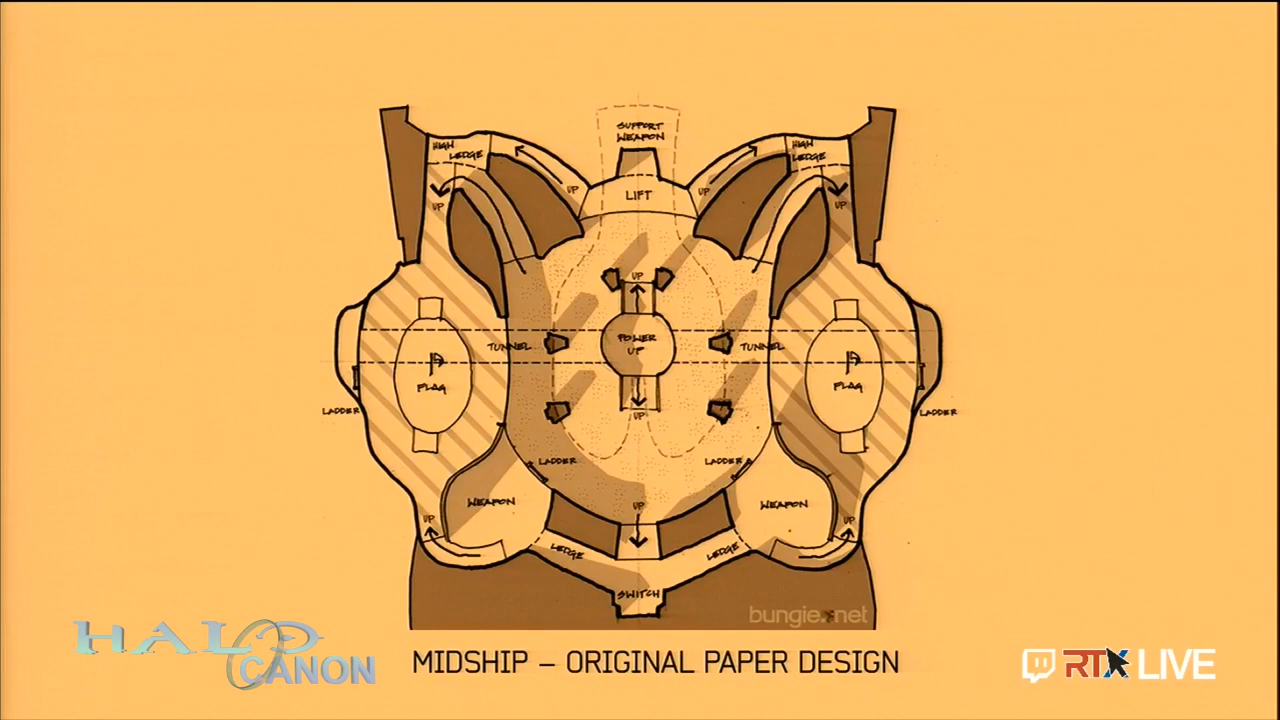 SUPPORT
WEAPON
HIGH
LEDGE
HIGH
LEDGE
UP
UP
LIFT
UP
UP
UP
POWER
UP
TUNNEL
TUNNEL
FLAG
FLAG
UP
LADDER
LADDER
LADDER
LADDER
WEAPON
WEAPON
UP
UP
UP
LEDGE
LEDGE
SWITCH
bungie.net
HALO
CANON
MIDSHIP – ORIGINAL PAPER DESIGN
RTX LIVE